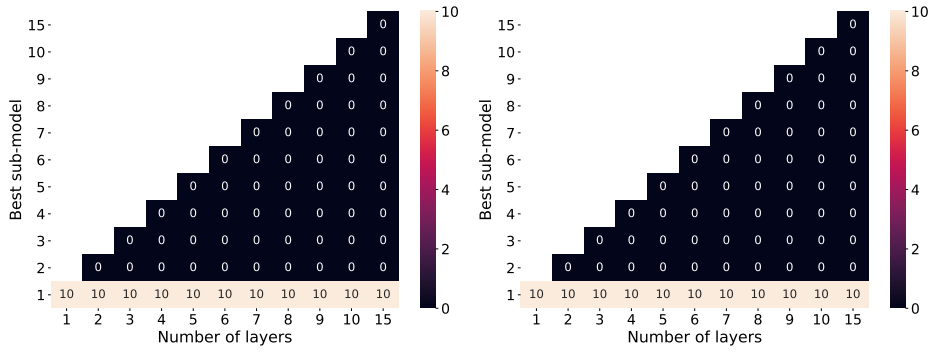 15 0 10
10 0 0
9 0 0 0
8 0 0 0 0 8
7 0 0 0 0 0
6 0 0 0 0 0 0 6
5 0 0 0 0 0 0 0
4 0 0 0 0 0 0 0 0 4
3 0 0 0 0 0 0 0 0 0
2 0 0 0 0 0 0 0 0 0 0 2
1 10 10 10 10 10 10 10 10 10 10 10 0
1 2 3 4 5 6 7 8 9 10 15
Number of layers
Best sub-model
15 0 10
10 0 0
9 0 0 0
8 0 0 0 0 8
7 0 0 0 0 0
6 0 0 0 0 0 0 6
5 0 0 0 0 0 0 0
4 0 0 0 0 0 0 0 0 4
3 0 0 0 0 0 0 0 0 0
2 0 0 0 0 0 0 0 0 0 0 2
1 10 10 10 10 10 10 10 10 10 10 10 0
1 2 3 4 5 6 7 8 9 10 15
Number of layers
Best sub-model